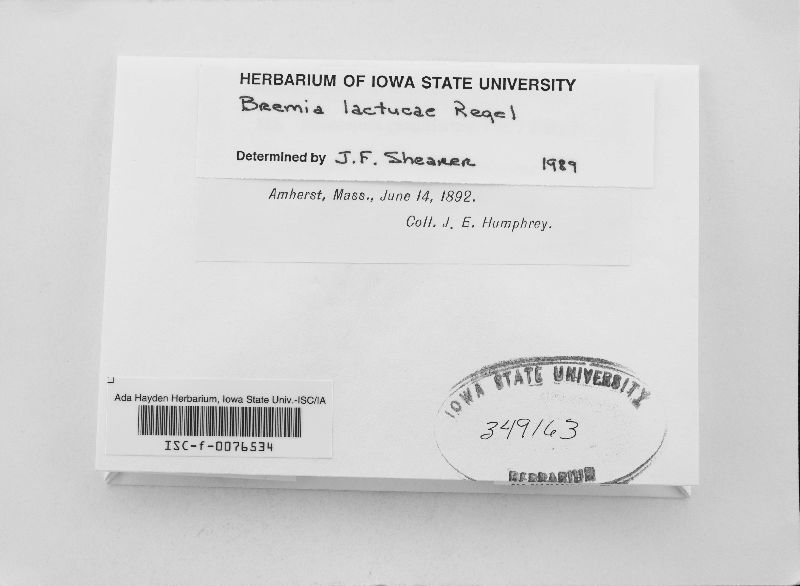 HERBARIUM OF IOWA STATE UNIVERSITY
Bremia lactucae Regel
Determined by J.F. Shearer 1989
Amherst, Mass., June 14, 1892.
Coll. J. E. Humphrey.
Ada Hayden Herbarium, Iowa State Univ.-ISC/IA
ISC-f-0076534
IOWA STATE UNIVERSITY
349163
HERBARIUM